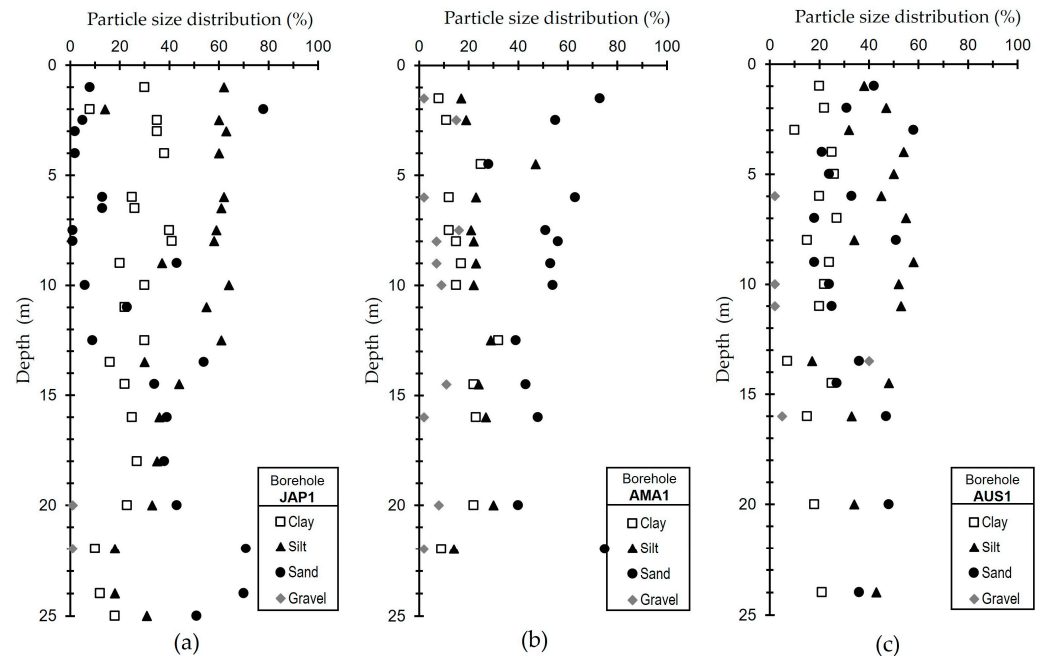 Particle size distribution (%)
0 20 40 60 80 100
0
5
10
15
20
25
Depth (m)
Borehole
JAP1
Clay
Silt
Sand
Gravel
(a)
Particle size distribution (%)
0 20 40 60 80 100
0
5
10
15
20
25
Depth (m)
Borehole
AMA1
Clay
Silt
Sand
Gravel
(b)
Particle size distribution (%)
0 20 40 60 80 100
0
5
10
15
20
25
Depth (m)
Borehole
AUS1
Clay
Silt
Sand
Gravel
(c)